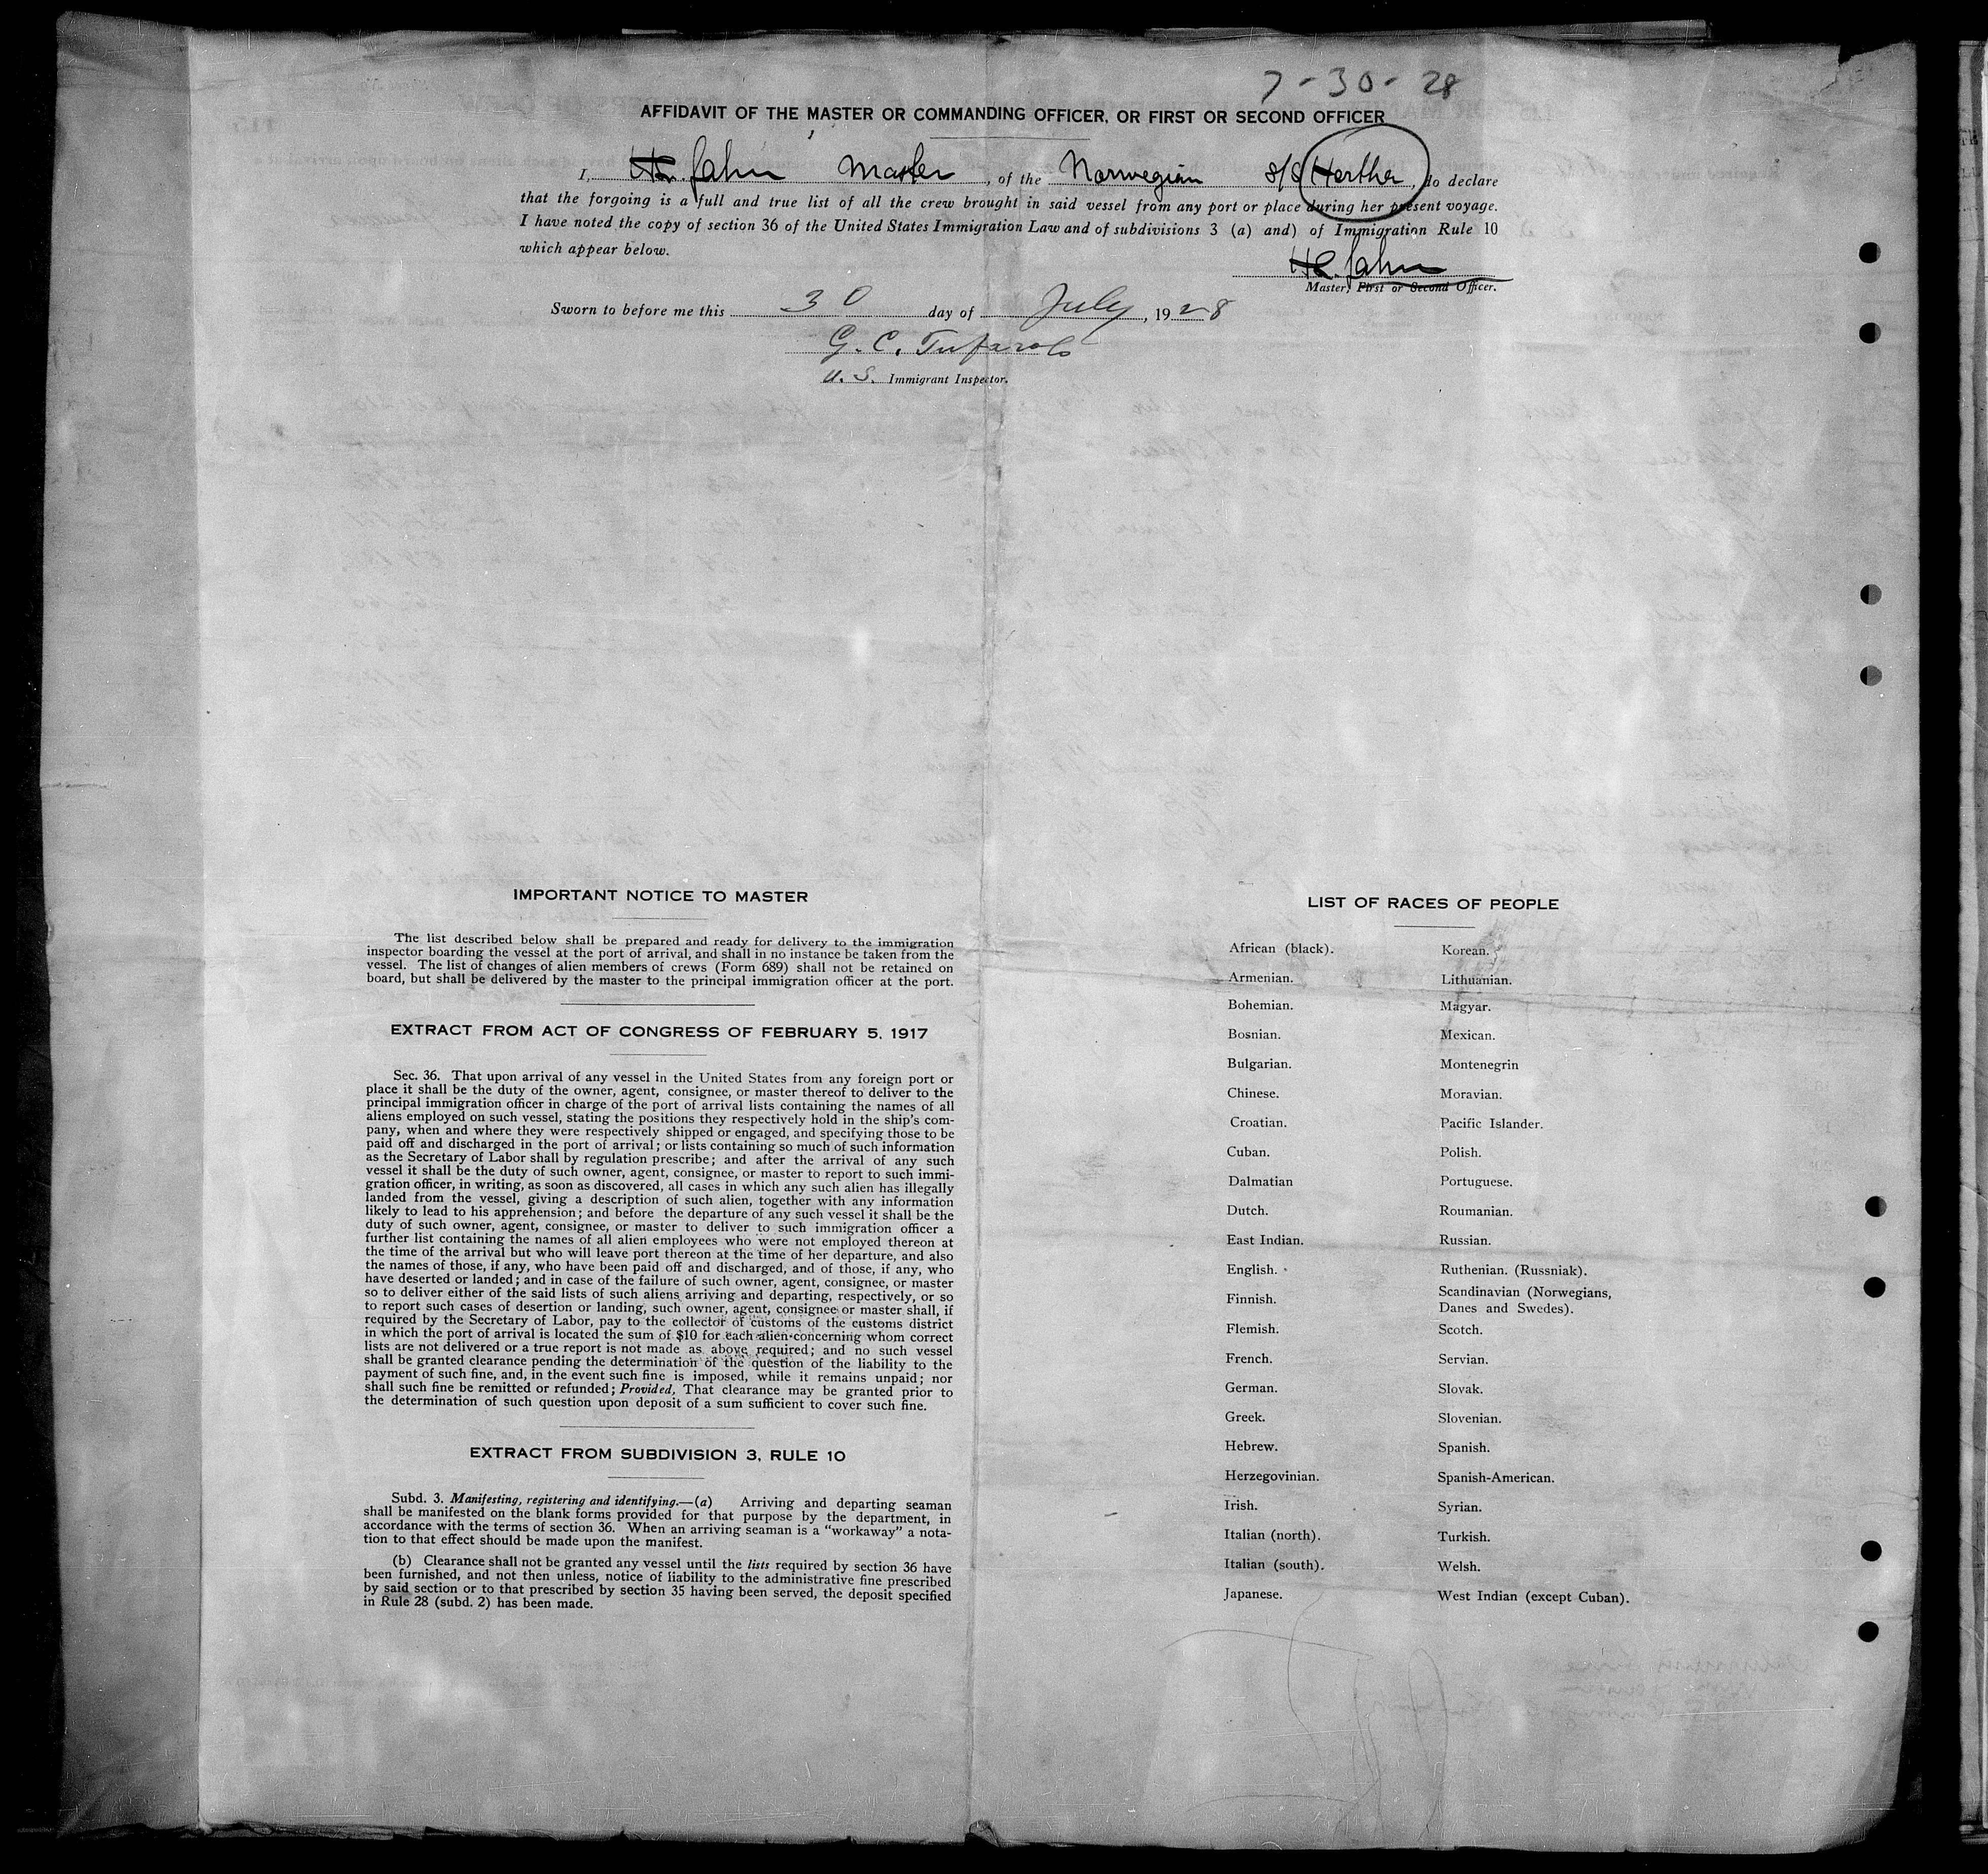 7-30-28
AFFIDAVIT OF THE MASTER OR COMMANDING OFFICER, OR FIRST OR SECOND OFFICER
I, Jahn Master, of the Norwegian S/S Herthea, do declare
that the forgoing is a full and true list of all the crew brought in said vessel from any port or place during her present voyage.
I have noted the copy of section 36 of the United States Immigration Law and of subdivisions 3 (a) and) of Immigration Rule 10
which appear below.
Jahn
Master, First or Second Officer.
Sworn to before me this 30 day of July, 1928
G. C. Tufarolo
U.S. Immigrant Inspector.
IMPORTANT NOTICE TO MASTER
The list described below shall be prepared and ready for delivery to the immigration
inspector boarding the vessel at the port of arrival, and shall in no instance be taken from the
vessel. The list of changes of alien members of crews (Form 689) shall not be retained on
board, but shall be delivered by the master to the principal immigration officer at the port.
EXTRACT FROM ACT OF CONGRESS OF FEBRUARY 5, 1917
Sec. 36. That upon arrival of any vessel in the United States from any foreign port or
place it shall be the duty of the owner, agent, consignee, or master thereof to deliver to the
principal immigration officer in charge of the port of arrival lists containing the names of all
aliens employed on such vessel, stating the positions they respectively hold in the ship's com-
pany, when and where they were respectively shipped or engaged, and specifying those to be
paid off and discharged in the port of arrival; or lists containing so much of such information
as the Secretary of Labor shall by regulation prescribe; and after the arrival of any such
vessel it shall be the duty of such owner, agent, consignee, or master to report to such immi-
gration officer, in writing, as soon as discovered, all cases in which any such alien has illegally
landed from the vessel, giving a description of such alien, together with any information
likely to lead to his apprehension; and before the departure of any such vessel it shall be the
duty of such owner, agent, consignee, or master to deliver to such immigration officer a
further list containing the names of all alien employees who were not employed thereon at
the time of the arrival but who will leave port thereon at the time of her departure, and also
the names of those, if any, who have been paid off and discharged, and of those, if any, who
have deserted or landed; and in case of the failure of such owner, agent, consignee, or master
so to deliver either of the said lists of such aliens arriving and departing, respectively, or so
to report such cases of desertion or landing, such owner, agent, consignee or master shall, if
required by the Secretary of Labor, pay to the collector of customs of the customs district
in which the port of arrival is located the sum of $10 for each alien concerning whom correct
lists are not delivered or a true report is not made as above required; and no such vessel
shall be granted clearance pending the determination of the question of the liability to the
payment of such fine, and, in the event such fine is imposed, while it remains unpaid; nor
shall such fine be remitted or refunded; Provided, That clearance may be granted prior to
the determination of such question upon deposit of a sum sufficient to cover such fine.
EXTRACT FROM SUBDIVISION 3, RULE 10
Subd. 3. Manifesting, registering and identifying.—(a) Arriving and departing seaman
shall be manifested on the blank forms provided for that purpose by the department, in
accordance with the terms of section 36. When an arriving seaman is a "workaway" a nota-
tion to that effect should be made upon the manifest.
(b) Clearance shall not be granted any vessel until the lists required by section 36 have
been furnished, and not then unless, notice of liability to the administrative fine prescribed
by said section or to that prescribed by section 35 having been served, the deposit specified
in Rule 28 (subd. 2) has been made.
LIST OF RACES OF PEOPLE
African (black).
Armenian.
Bohemian.
Bosnian.
Bulgarian.
Chinese.
Croatian.
Cuban.
Dalmatian
Dutch.
East Indian.
English.
Finnish.
Flemish.
French.
German.
Greek.
Hebrew.
Herzegovinian.
Irish.
Italian (north).
Italian (south).
Japanese.
Korean.
Lithuanian.
Magyar.
Mexican.
Montenegrin
Moravian.
Pacific Islander.
Polish.
Portuguese.
Roumanian.
Russian.
Ruthenian. (Russniak).
Scandinavian (Norwegians,
Danes and Swedes).
Scotch.
Servian.
Slovak.
Slovenian.
Spanish.
Spanish-American.
Syrian.
Turkish.
Welsh.
West Indian (except Cuban).